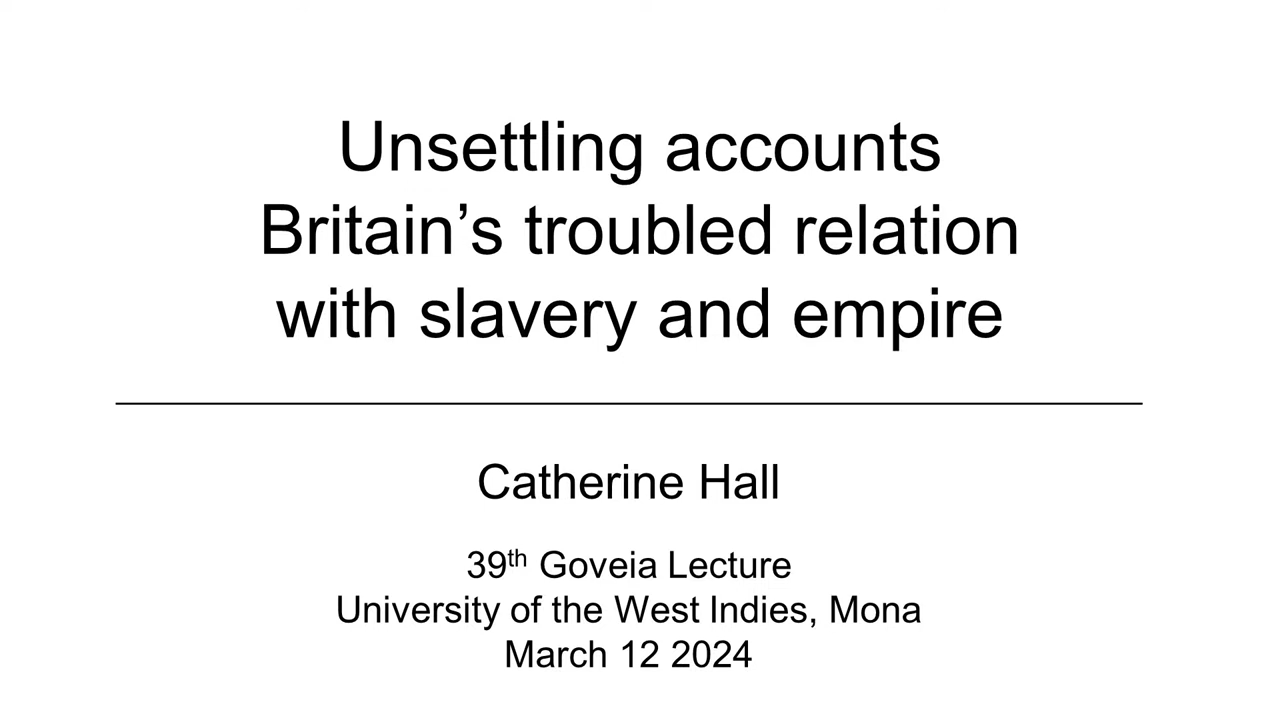 Unsettling accounts
Britain’s troubled relation
with slavery and empire
Catherine Hall
39th Goveia Lecture
University of the West Indies, Mona
March 12 2024